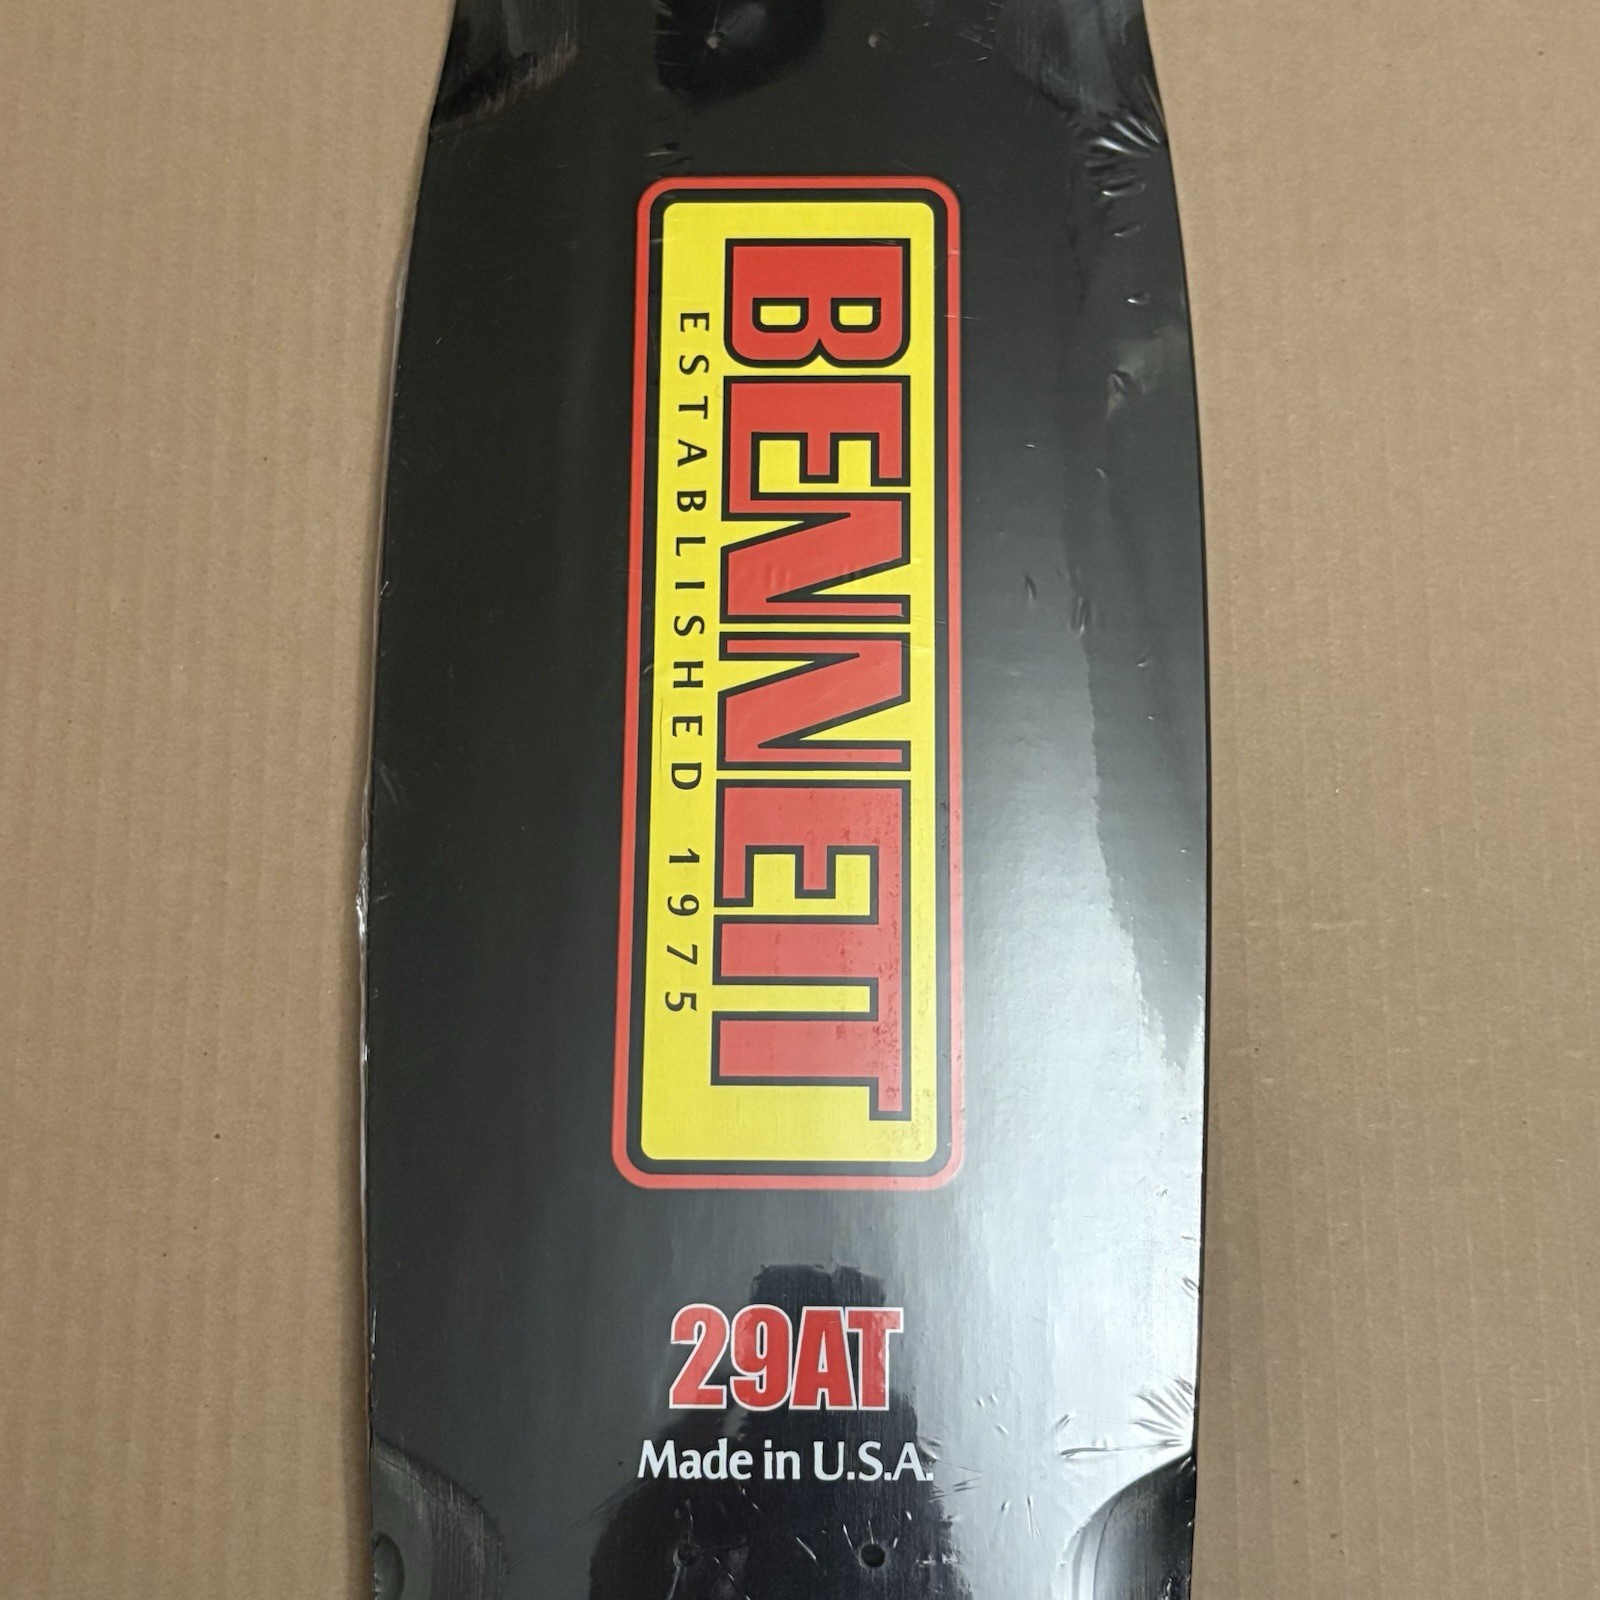 BENNETT
ESTABLISHED 1975
29AT
Made in U.S.A.